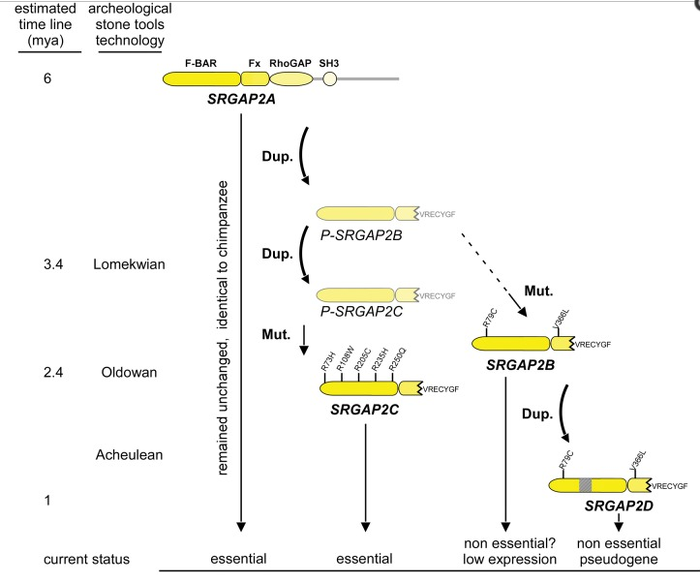 estimated archeological
time line stone tools
(mya) technology
F-BAR Fx RhoGAP SH3
6
SRGAP2A
Dup.
VRECYGF
P-SRGAP2B
remained unchanged, identical to chimpanzee
Dup.
3.4 Lomekwian
VRECYGF
P-SRGAP2C
Mut.
R79C V366L
Mut.
VRECYGF
R73H R108W R205C R235H R250Q
SRGAP2B
2.4 Oldowan
VRECYGF
SRGAP2C
Dup.
Acheulean
R79C V366L
VRECYGF
1
SRGAP2D
non essential? non essential
current status essential essential low expression pseudogene